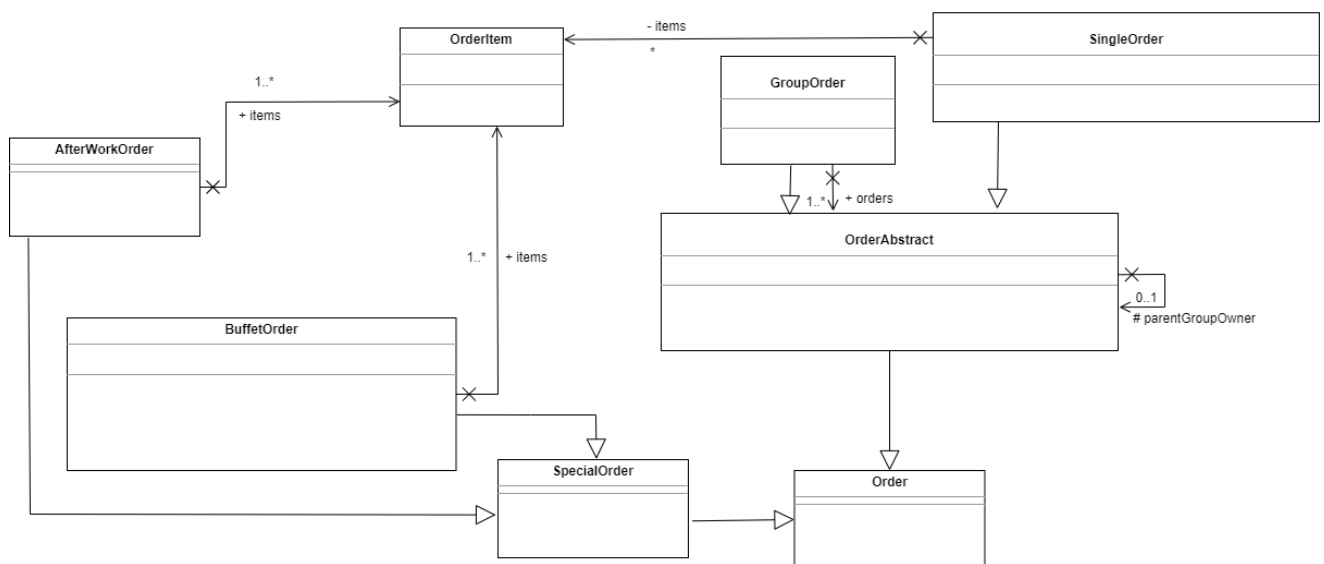 OrderItem
- items
*
SingleOrder
GroupOrder
1..*
+ items
AfterWorkOrder
1..*
+ orders
OrderAbstract
1..*
+ items
0..1
# parentGroupOwner
BuffetOrder
SpecialOrder
Order